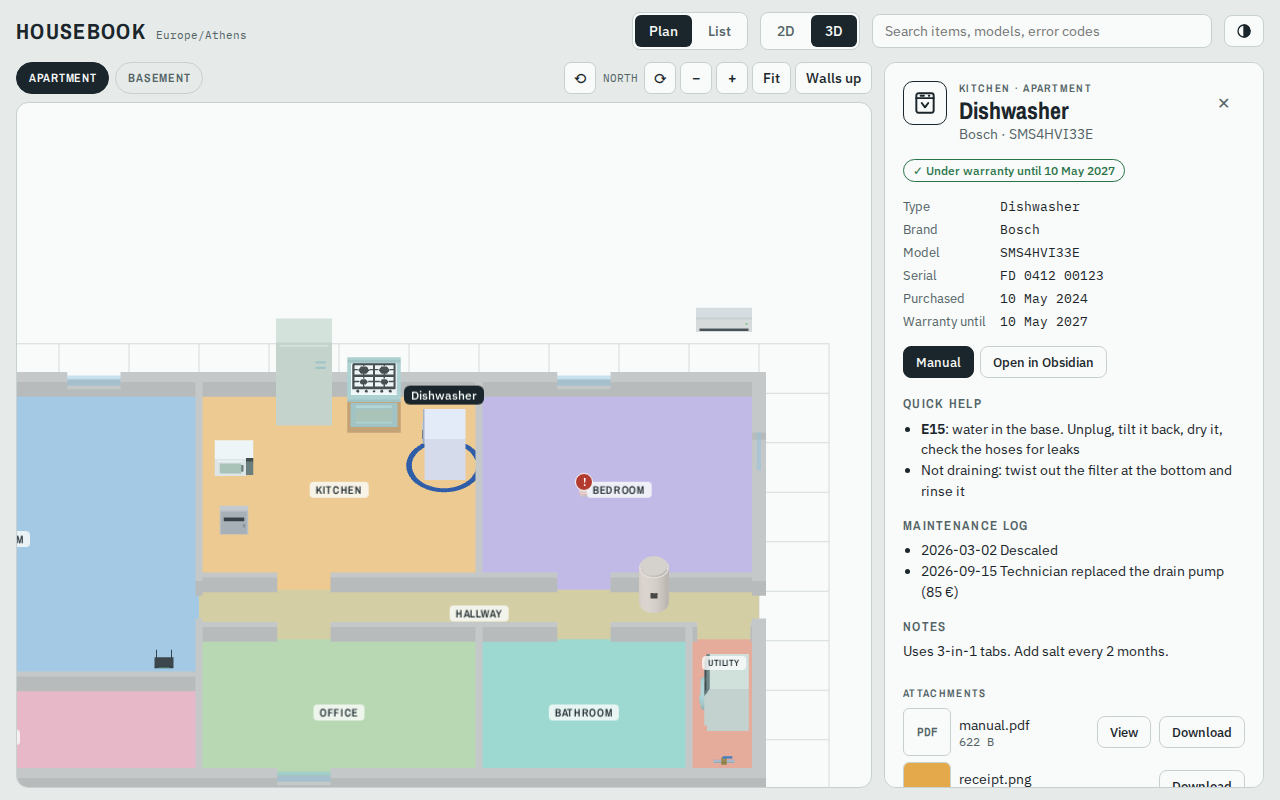 HOUSEBOOK Europe/Athens
Plan List 2D 3D Search items, models, error codes
APARTMENT BASEMENT NORTH − + Fit Walls up
KITCHEN · APARTMENT
Dishwasher
Bosch · SMS4HVI33E
✓ Under warranty until 10 May 2027
Type Dishwasher
Brand Bosch
Model SMS4HVI33E
Serial FD 0412 00123
Purchased 10 May 2024
Warranty until 10 May 2027
Manual Open in Obsidian
QUICK HELP
• E15: water in the base. Unplug, tilt it back, dry it,
check the hoses for leaks
• Not draining: twist out the filter at the bottom and
rinse it
MAINTENANCE LOG
• 2026-03-02 Descaled
• 2026-09-15 Technician replaced the drain pump
(85 €)
NOTES
Uses 3-in-1 tabs. Add salt every 2 months.
ATTACHMENTS
PDF manual.pdf View Download
622 B
receipt.png Download
Dishwasher
KITCHEN
! BEDROOM
M
HALLWAY
UTILITY
OFFICE
BATHROOM